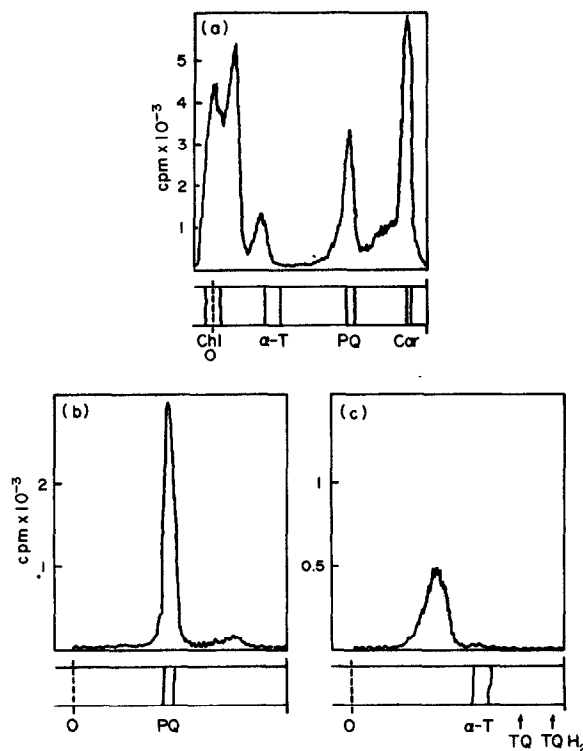 (a)
cpm x 10⁻³
5
4
3
2
1
Chl α-T PQ Car
O
(b)
cpm x 10⁻³
2
.1
O PQ
(c)
1
0.5
O α-T
TQ TQ H₂